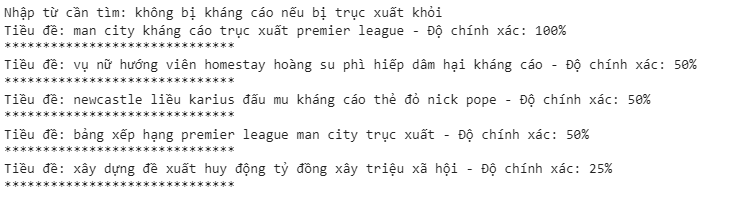 Nhập từ cần tìm: không bị kháng cáo nếu bị trục xuất khỏi
Tiêu đề: man city kháng cáo trục xuất premier league - Độ chính xác: 100%
******************************
Tiêu đề: vụ nữ hướng viên homestay hoàng su phì hiếp dâm hại kháng cáo - Độ chính xác: 50%
******************************
Tiêu đề: newcastle liều karius đấu mu kháng cáo thẻ đỏ nick pope - Độ chính xác: 50%
******************************
Tiêu đề: bảng xếp hạng premier league man city trục xuất - Độ chính xác: 50%
******************************
Tiêu đề: xây dựng đề xuất huy động tỷ đồng xây triệu xã hội - Độ chính xác: 25%
******************************